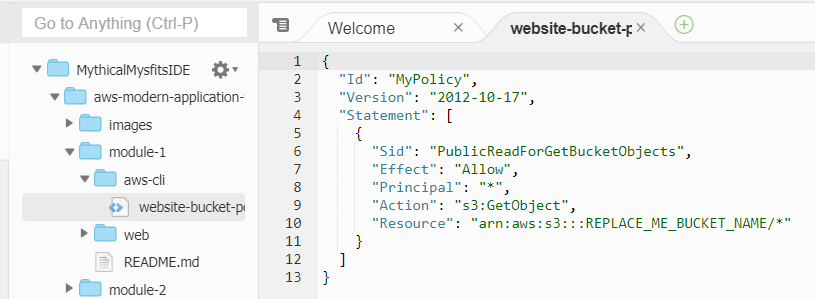 Go to Anything (Ctrl-P)
MythicalMysfitsIDE
aws-modern-application-
images
module-1
aws-cli
website-bucket-po
web
README.md
module-2
Welcome
website-bucket-p
1 {
2 "Id": "MyPolicy",
3 "Version": "2012-10-17",
4 "Statement": [
5 {
6 "Sid": "PublicReadForGetBucketObjects",
7 "Effect": "Allow",
8 "Principal": "*",
9 "Action": "s3:GetObject",
10 "Resource": "arn:aws:s3:::REPLACE_ME_BUCKET_NAME/*"
11 }
12 ]
13 }